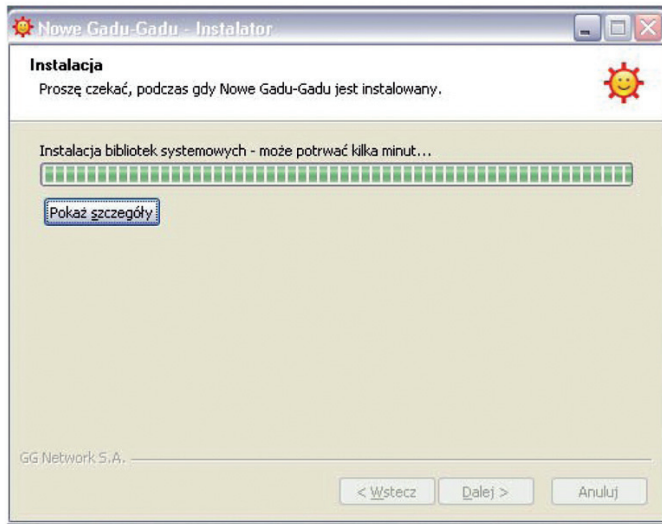 Nowe Gadu-Gadu - Instalator
Instalacja
Proszę czekać, podczas gdy Nowe Gadu-Gadu jest instalowany.
Instalacja bibliotek systemowych - może potrwać kilka minut...
Pokaż szczegóły
GG Network S.A.
< Wstecz Dalej > Anuluj